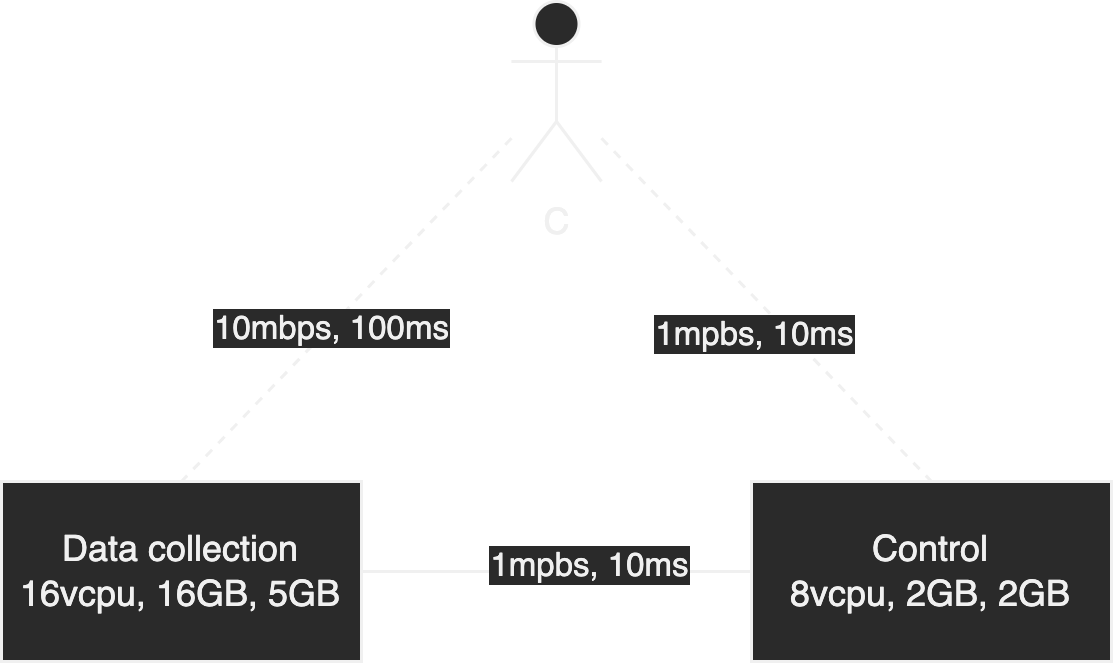 C
10mbps, 100ms
1mpbs, 10ms
Data collection
16vcpu, 16GB, 5GB
1mpbs, 10ms
Control
8vcpu, 2GB, 2GB